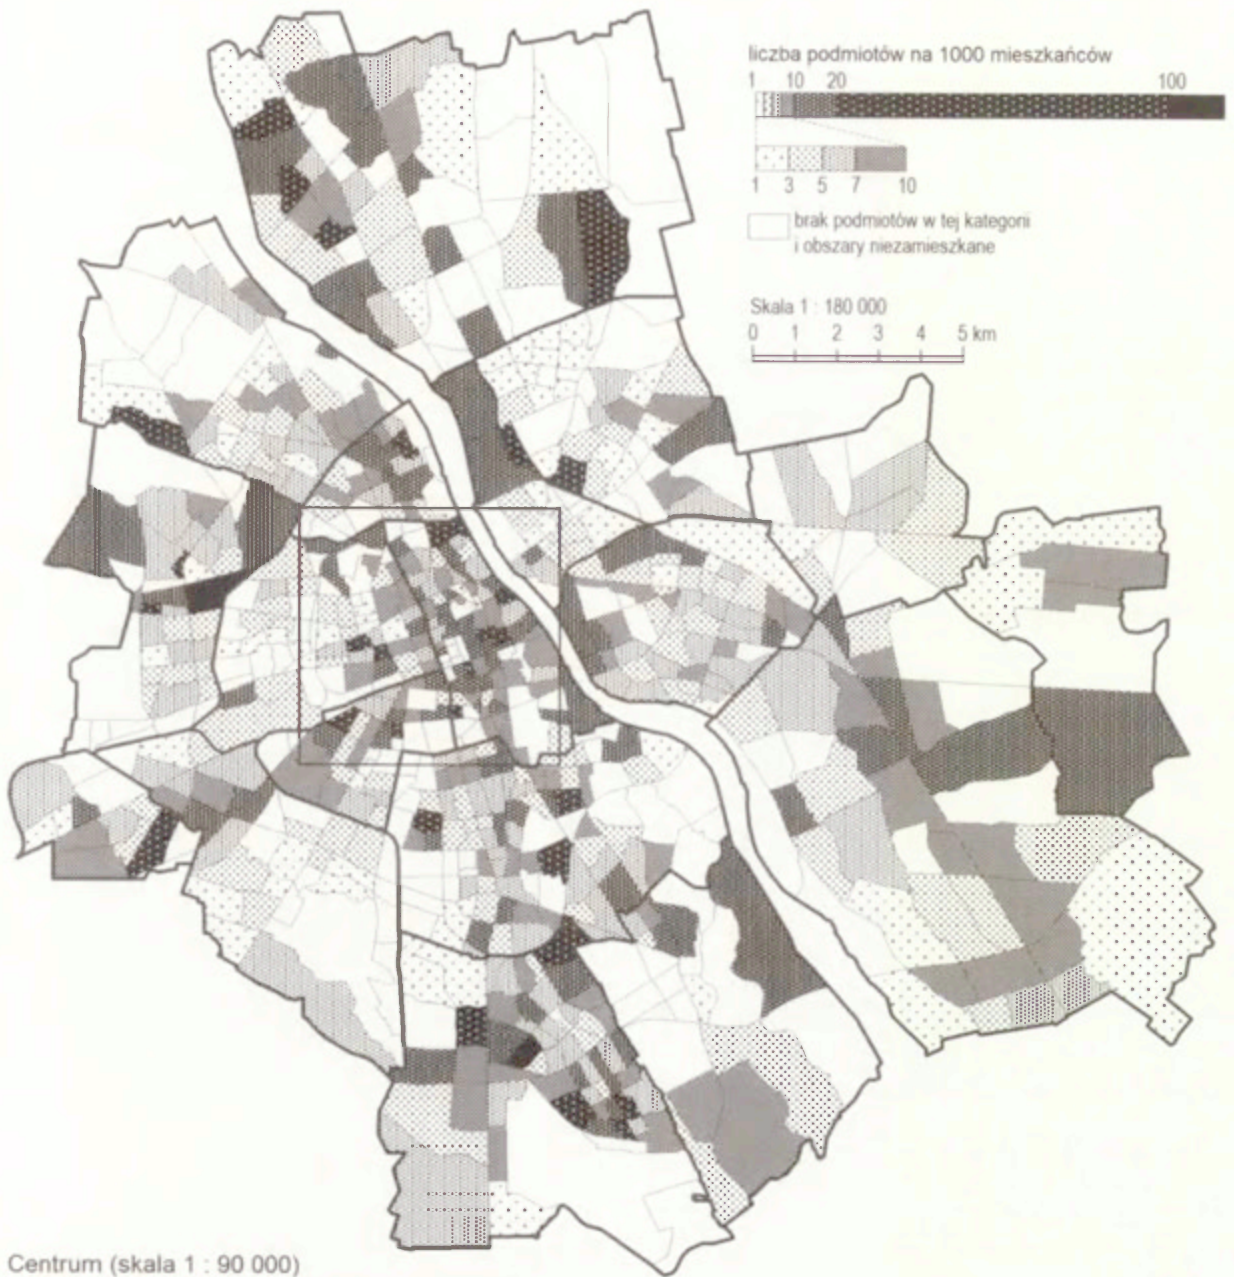 liczba podmiotów na 1000 mieszkańców
1 10 20 100
1 3 5 7 10
brak podmiotów w tej kategorii
i obszary niezamieszkane
Skala 1 : 180 000
0 1 2 3 4 5 km
Centrum (skala 1 : 90 000)